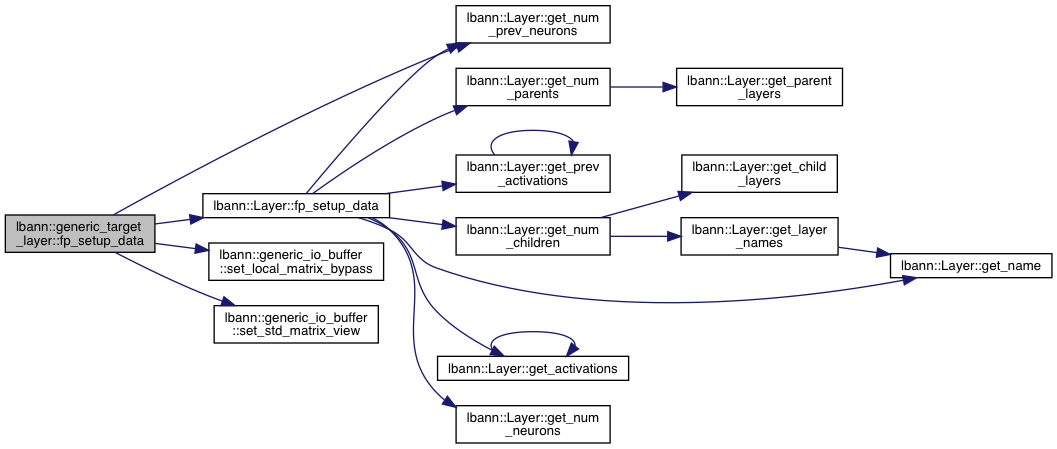 lbann::Layer::get_num
_prev_neurons
lbann::Layer::get_num
_parents
lbann::Layer::get_parent
_layers
lbann::Layer::get_prev
_activations
lbann::Layer::get_child
_layers
lbann::generic_target
_layer::fp_setup_data
lbann::Layer::fp_setup_data
lbann::Layer::get_num
_children
lbann::Layer::get_layer
_names
lbann::generic_io_buffer
::set_local_matrix_bypass
lbann::Layer::get_name
lbann::generic_io_buffer
::set_std_matrix_view
lbann::Layer::get_activations
lbann::Layer::get_num
_neurons